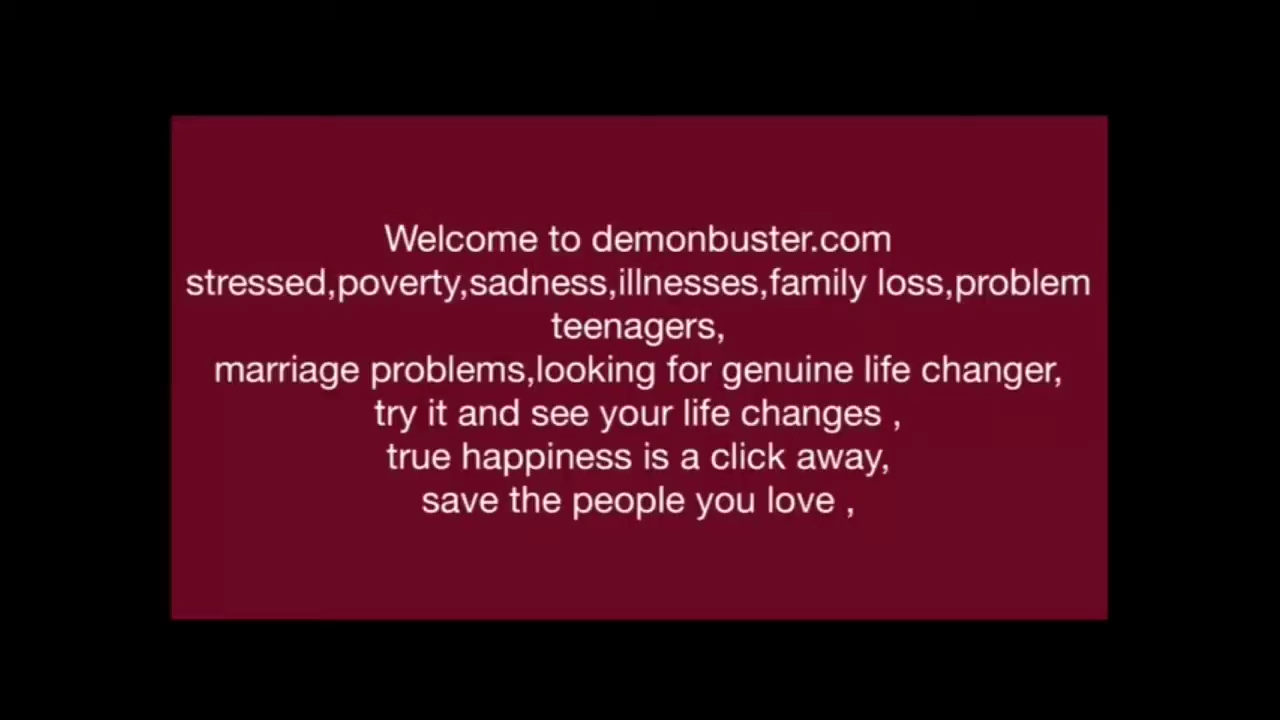 Welcome to demonbuster.com
stressed,poverty,sadness,illnesses,family loss,problem
teenagers,
marriage problems,looking for genuine life changer,
try it and see your life changes ,
true happiness is a click away,
save the people you love ,